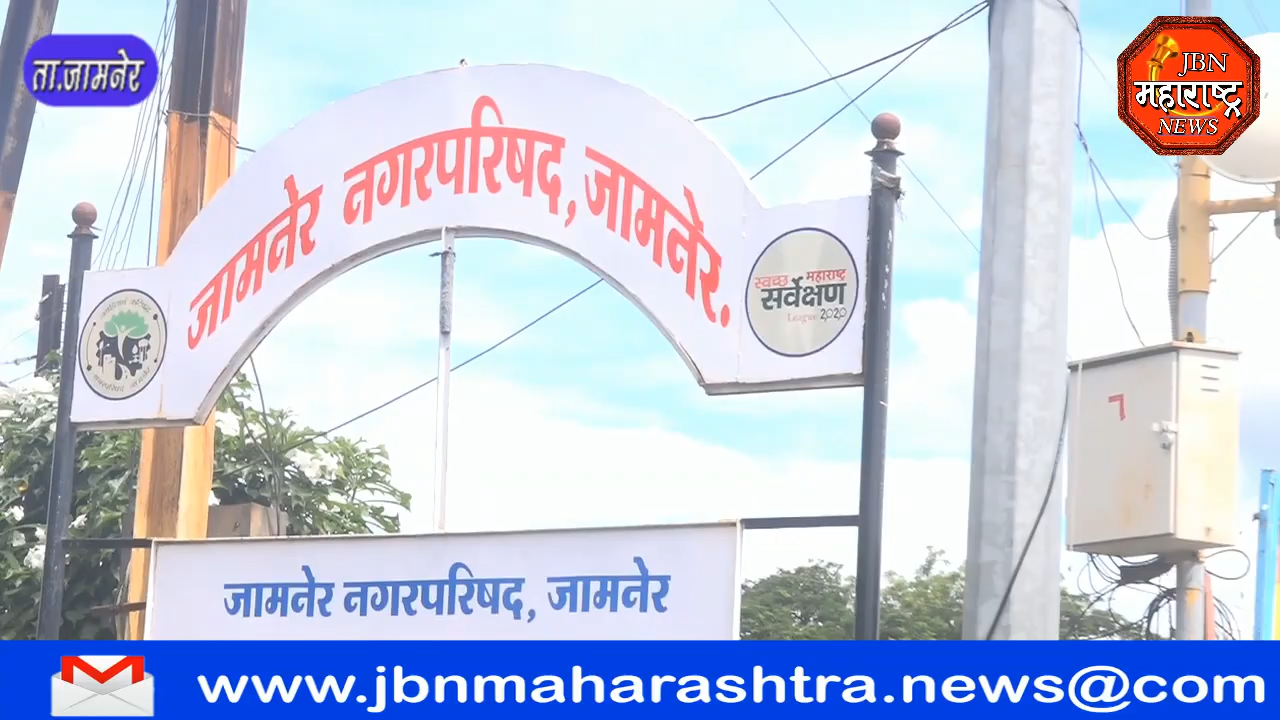 ता.जामनेर
JBN
महाराष्ट्र
NEWS
जामनेर नगरपरिषद, जामनेर.
स्वच्छ महाराष्ट्र
सर्वेक्षण
League 2020
जामनेर नगरपरिषद, जामनेर
www.jbnmaharashtra.news@com